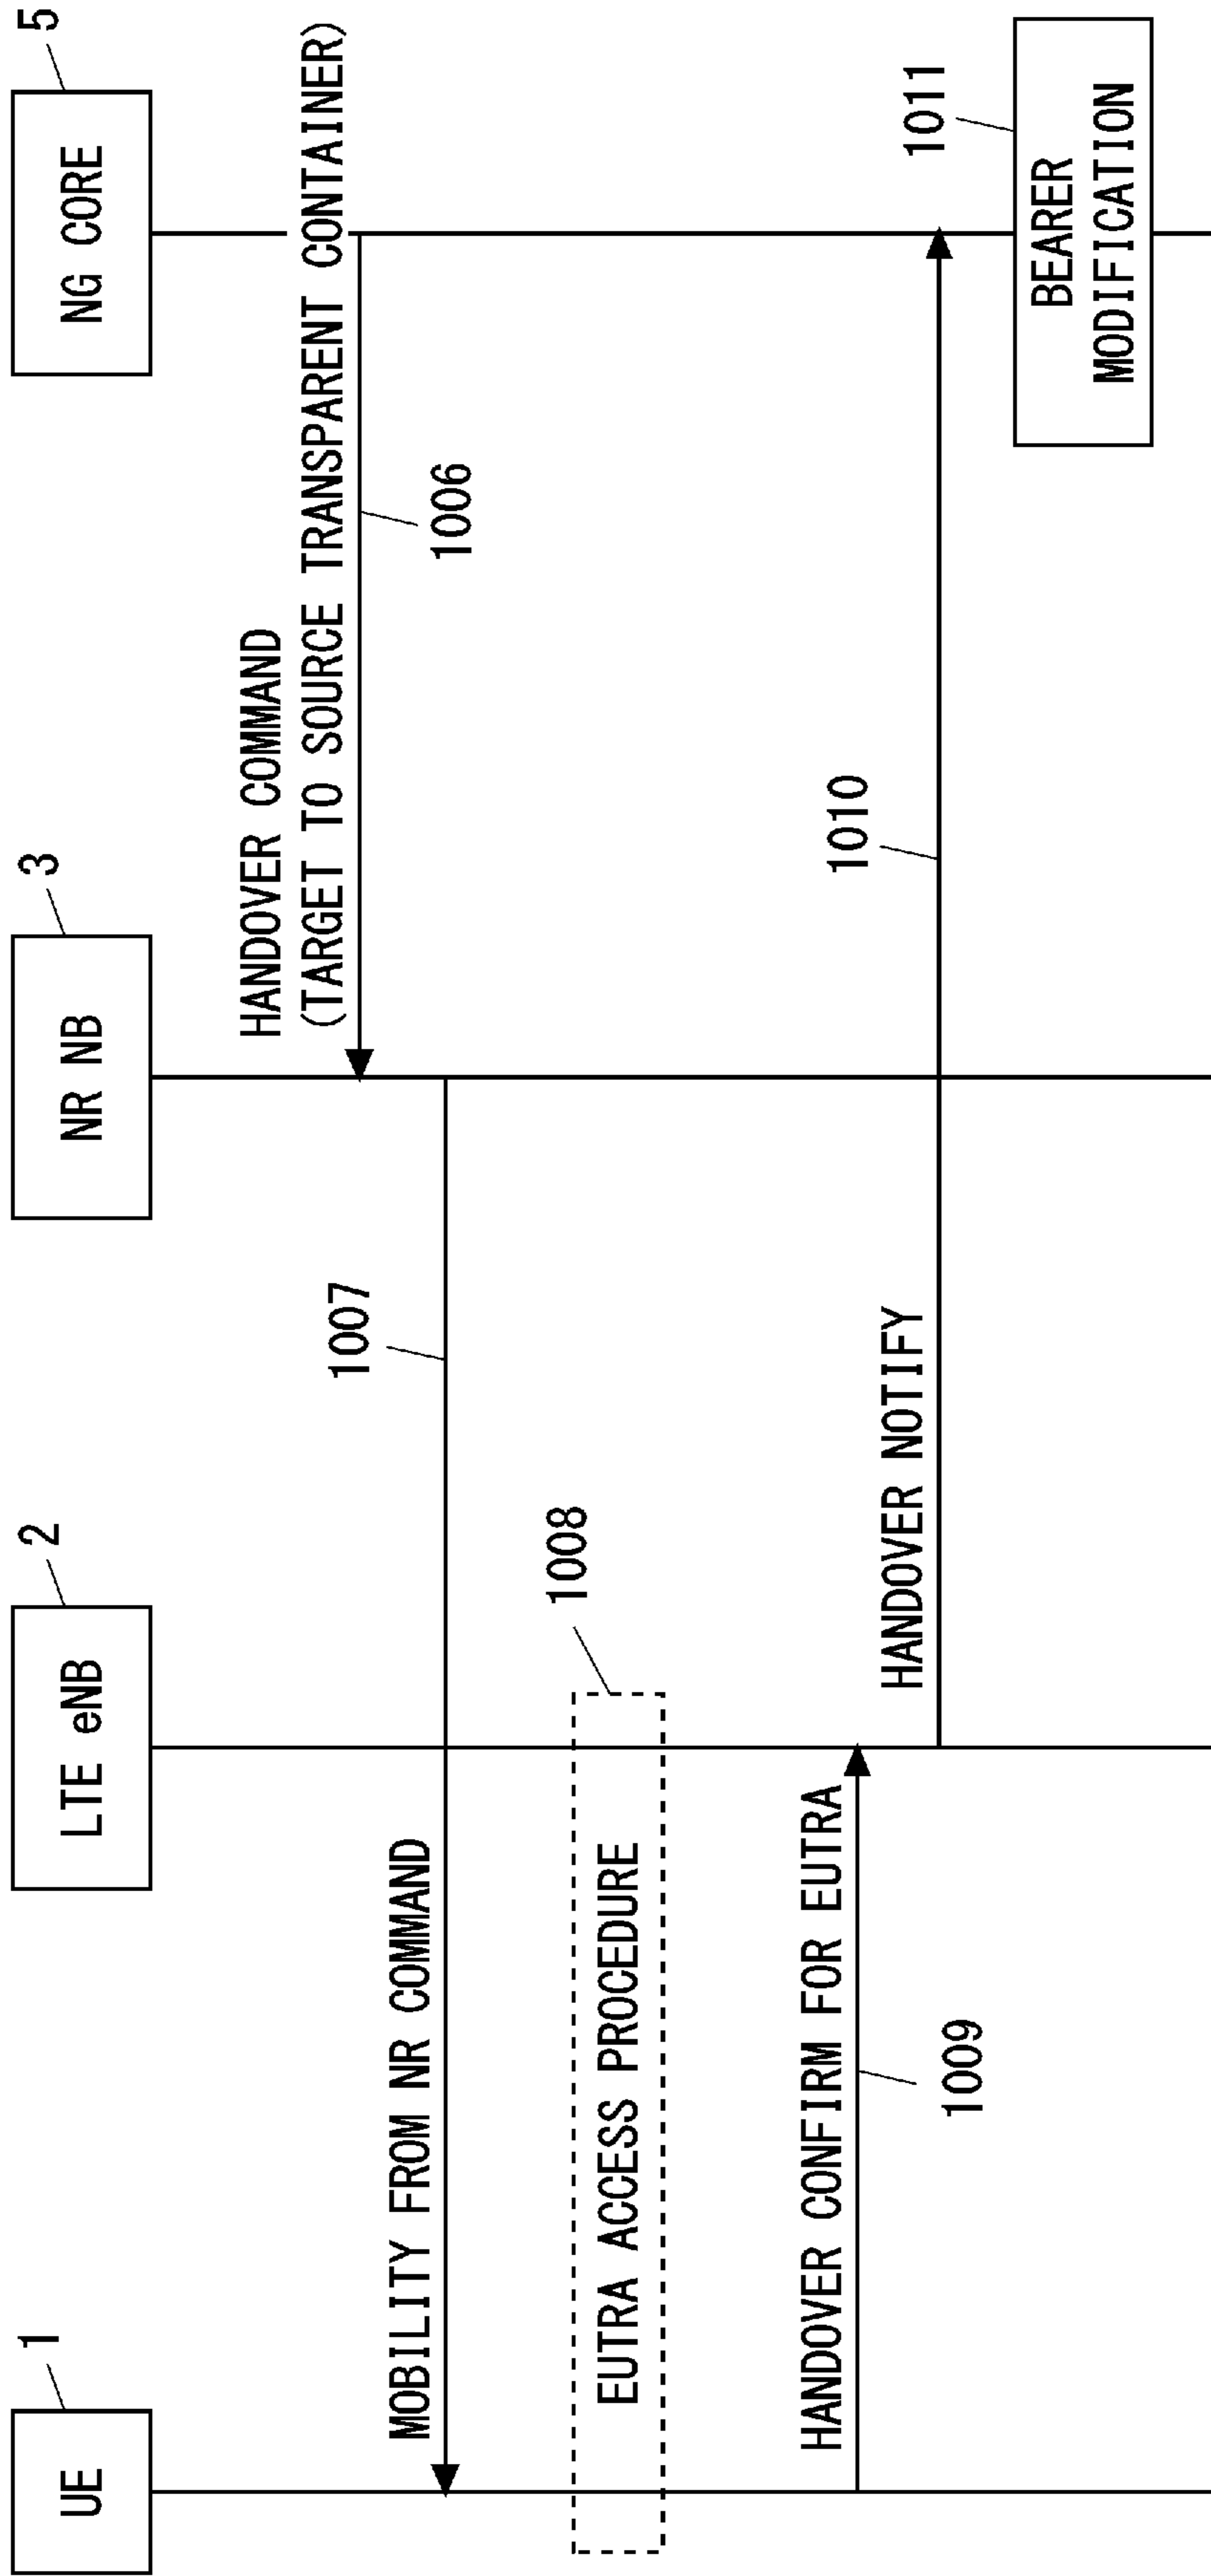 1
2
3
5
UE
LTE eNB
NR NB
NG CORE
HANDOVER COMMAND
(TARGET TO SOURCE TRANSPARENT CONTAINER)
1006
1007
MOBILITY FROM NR COMMAND
1008
EUTRA ACCESS PROCEDURE
HANDOVER CONFIRM FOR EUTRA
1009
HANDOVER NOTIFY
1010
1011
BEARER
MODIFICATION